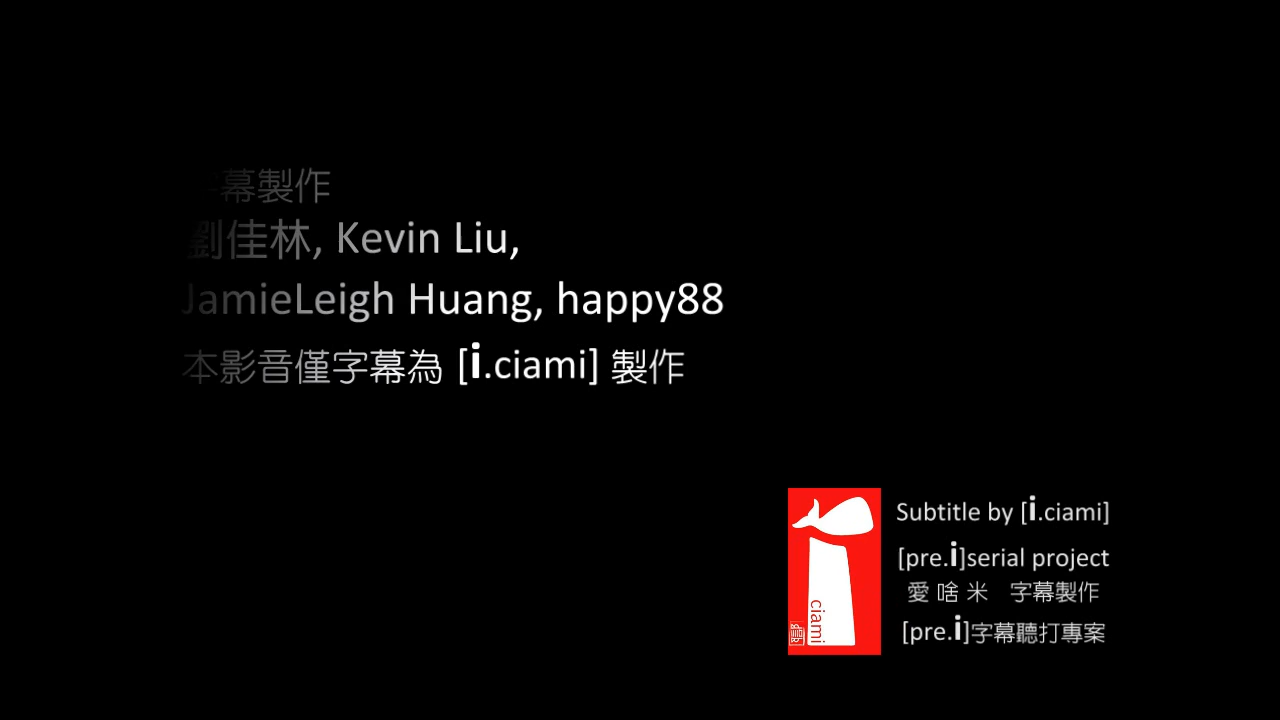 字幕製作
劉佳林, Kevin Liu,
JamieLeigh Huang, happy88
本影音僅字幕為 [i.ciami] 製作
Subtitle by [i.ciami]
[pre.i]serial project
愛 啥 米 字幕製作
[pre.i]字幕聽打專案
ciami